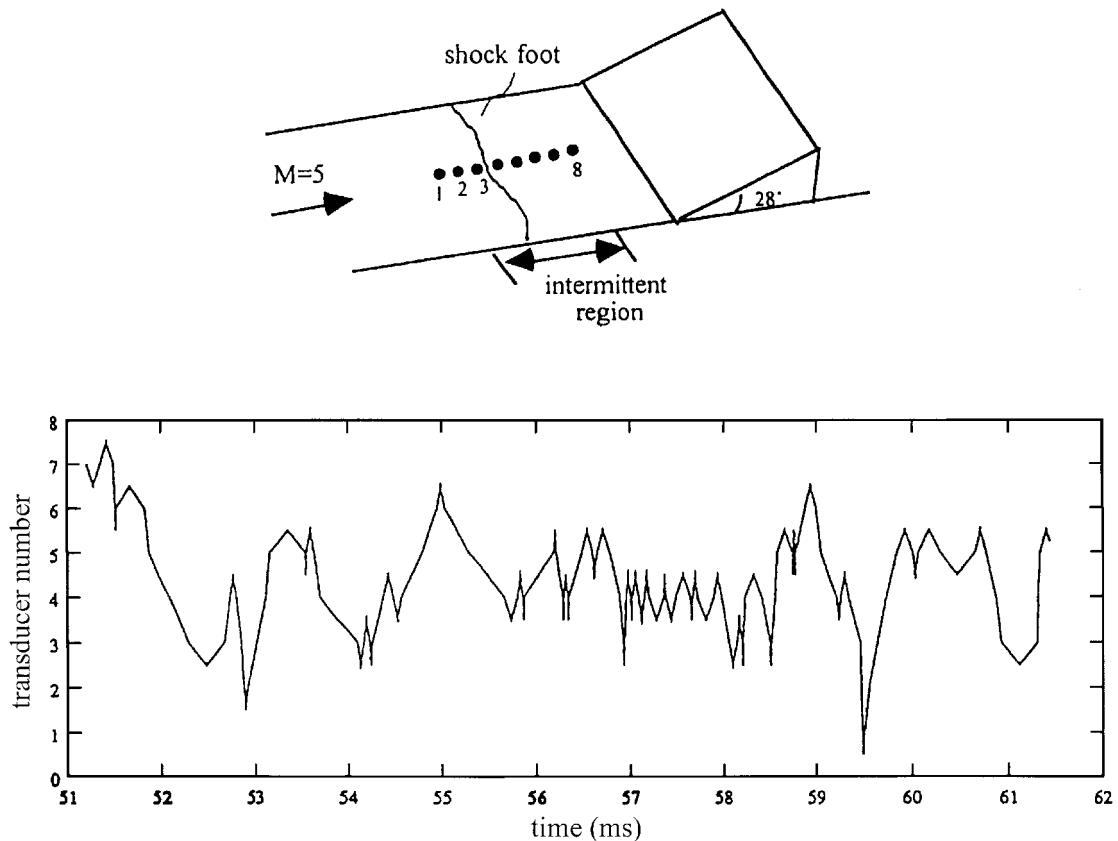 shock foot
M=5
1 2 3 8
28°
intermittent
region
transducer number
8
7
6
5
4
3
2
1
0
51 52 53 54 55 56 57 58 59 60 61 62
time (ms)